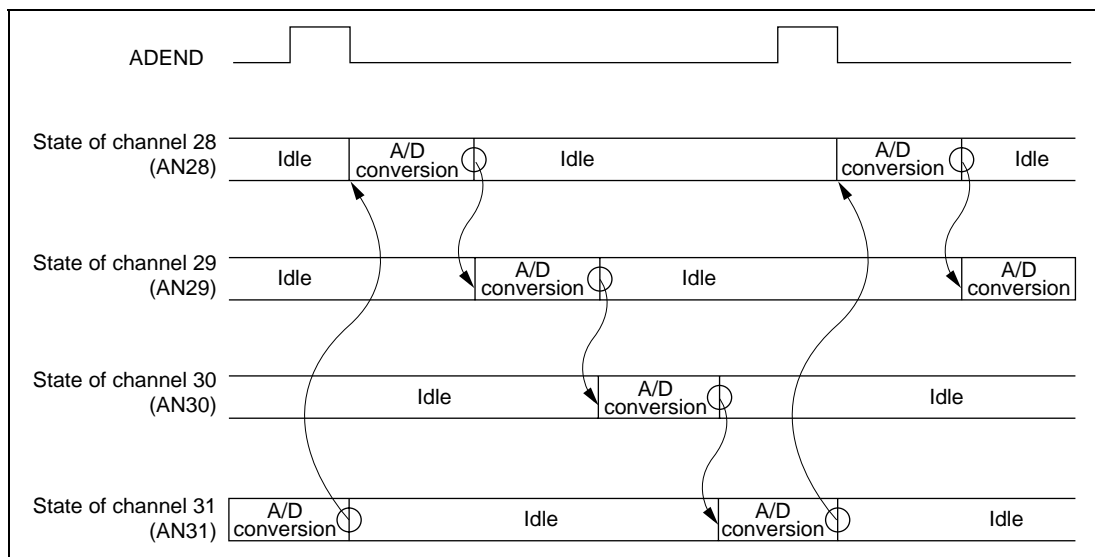 ADEND
State of channel 28
(AN28)
Idle
A/D
conversion
Idle
A/D
conversion
Idle
State of channel 29
(AN29)
Idle
A/D
conversion
Idle
A/D
conversion
State of channel 30
(AN30)
Idle
A/D
conversion
Idle
State of channel 31
(AN31)
A/D
conversion
Idle
A/D
conversion
Idle